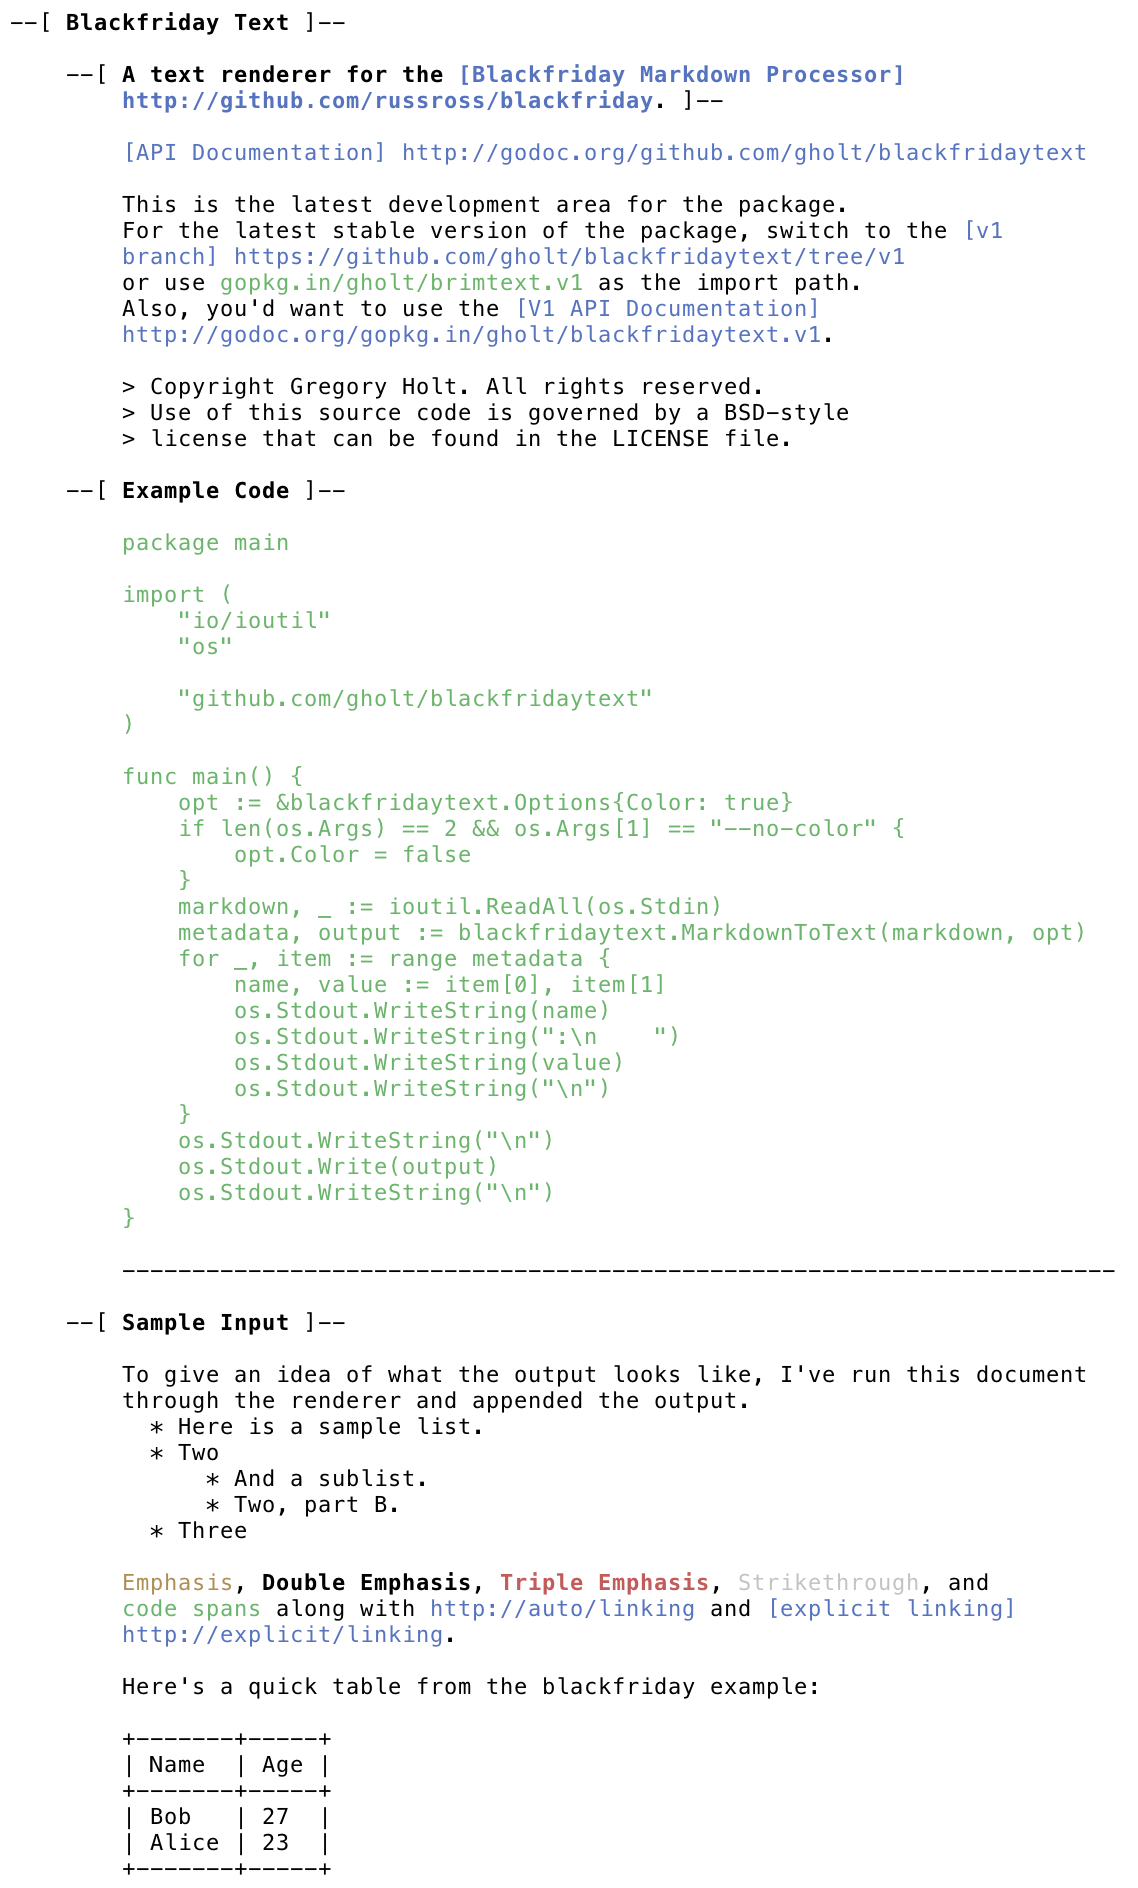 --[ Blackfriday Text ]--

    --[ A text renderer for the [Blackfriday Markdown Processor]
        http://github.com/russross/blackfriday. ]--

        [API Documentation] http://godoc.org/github.com/gholt/blackfridaytext

        This is the latest development area for the package.
        For the latest stable version of the package, switch to the [v1
        branch] https://github.com/gholt/blackfridaytext/tree/v1
        or use gopkg.in/gholt/brimtext.v1 as the import path.
        Also, you'd want to use the [V1 API Documentation]
        http://godoc.org/gopkg.in/gholt/blackfridaytext.v1.

        > Copyright Gregory Holt. All rights reserved.
        > Use of this source code is governed by a BSD-style
        > license that can be found in the LICENSE file.

    --[ Example Code ]--

        package main

        import (
            "io/ioutil"
            "os"

            "github.com/gholt/blackfridaytext"
        )

        func main() {
            opt := &blackfridaytext.Options{Color: true}
            if len(os.Args) == 2 && os.Args[1] == "--no-color" {
                opt.Color = false
            }
            markdown, _ := ioutil.ReadAll(os.Stdin)
            metadata, output := blackfridaytext.MarkdownToText(markdown, opt)
            for _, item := range metadata {
                name, value := item[0], item[1]
                os.Stdout.WriteString(name)
                os.Stdout.WriteString(":\n    ")
                os.Stdout.WriteString(value)
                os.Stdout.WriteString("\n")
            }
            os.Stdout.WriteString("\n")
            os.Stdout.Write(output)
            os.Stdout.WriteString("\n")
        }

        -----------------------------------------------------------------------

    --[ Sample Input ]--

        To give an idea of what the output looks like, I've run this document
        through the renderer and appended the output.
          * Here is a sample list.
          * Two
              * And a sublist.
              * Two, part B.
          * Three

        Emphasis, Double Emphasis, Triple Emphasis, Strikethrough, and
        code spans along with http://auto/linking and [explicit linking]
        http://explicit/linking.

        Here's a quick table from the blackfriday example:

        +-------+-----+
        | Name  | Age |
        +-------+-----+
        | Bob   | 27  |
        | Alice | 23  |
        +-------+-----+